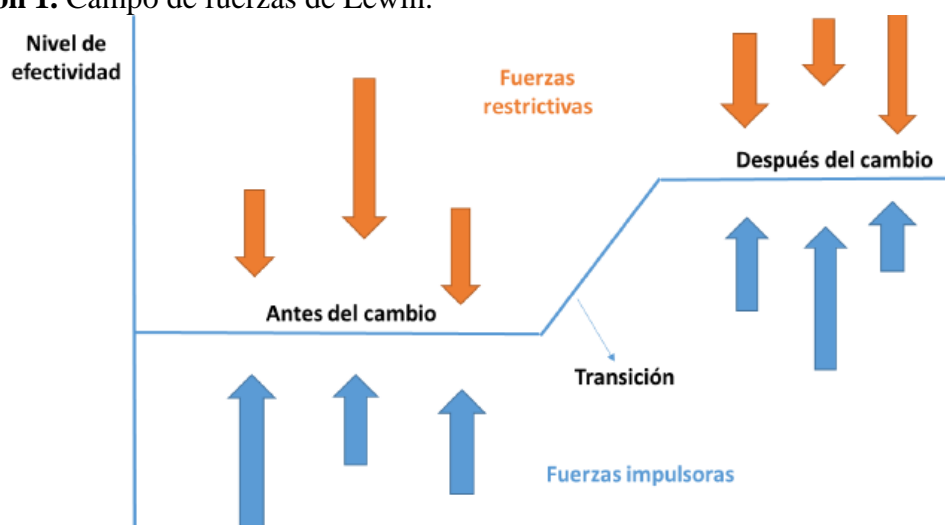 1. Campo de fuerzas de Lewin.
Nivel de
efectividad
Fuerzas
restrictivas
Después del cambio
Antes del cambio
Transición
Fuerzas impulsoras